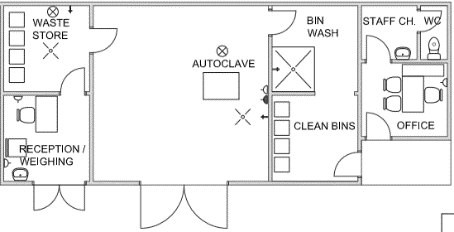 WASTE
STORE
BIN
WASH
STAFF CH.
WC
AUTOCLAVE
CLEAN BINS
OFFICE
RECEPTION /
WEIGHING